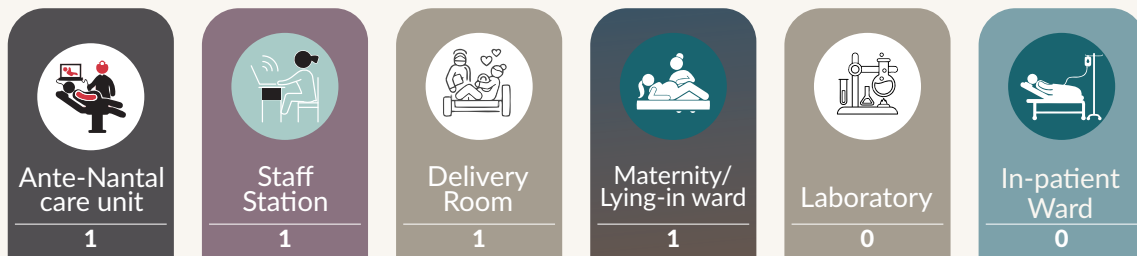 Ante-Nantal
care unit
1
Staff
Station
1
Delivery
Room
1
Maternity/
Lying-in ward
1
Laboratory
0
In-patient
Ward
0